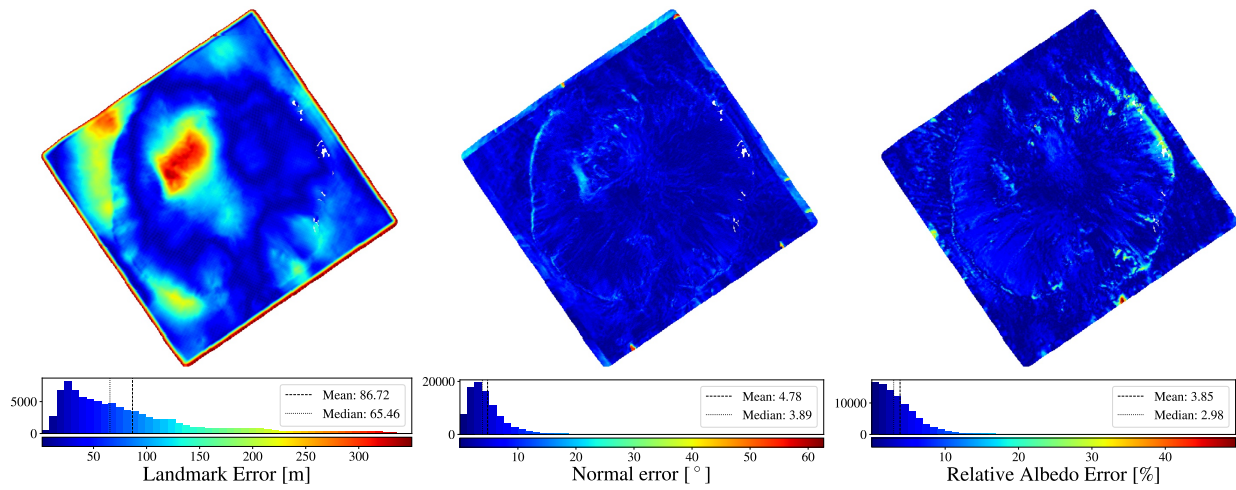 5000
0
Mean: 86.72
Median: 65.46
50 100 150 200 250 300
Landmark Error [m]
20000
0
Mean: 4.78
Median: 3.89
10 20 30 40 50 60
Normal error [°]
10000
0
Mean: 3.85
Median: 2.98
10 20 30 40
Relative Albedo Error [%]